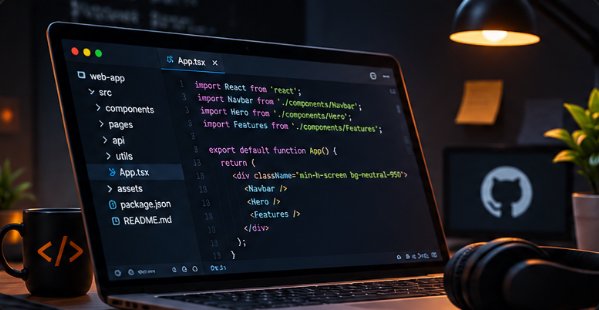 App.tsx ×
web-app
src
components
pages
api
utils
App.tsx
assets
package.json
README.md
import React from 'react';
import Navbar from './components/Navbar';
import Hero from './components/Hero';
import Features from './components/Features';
export default function App() {
return (
<div className="min-h-screen bg-neutral-950">
<Navbar />
<Hero />
<Features />
</div>
);
}
</>